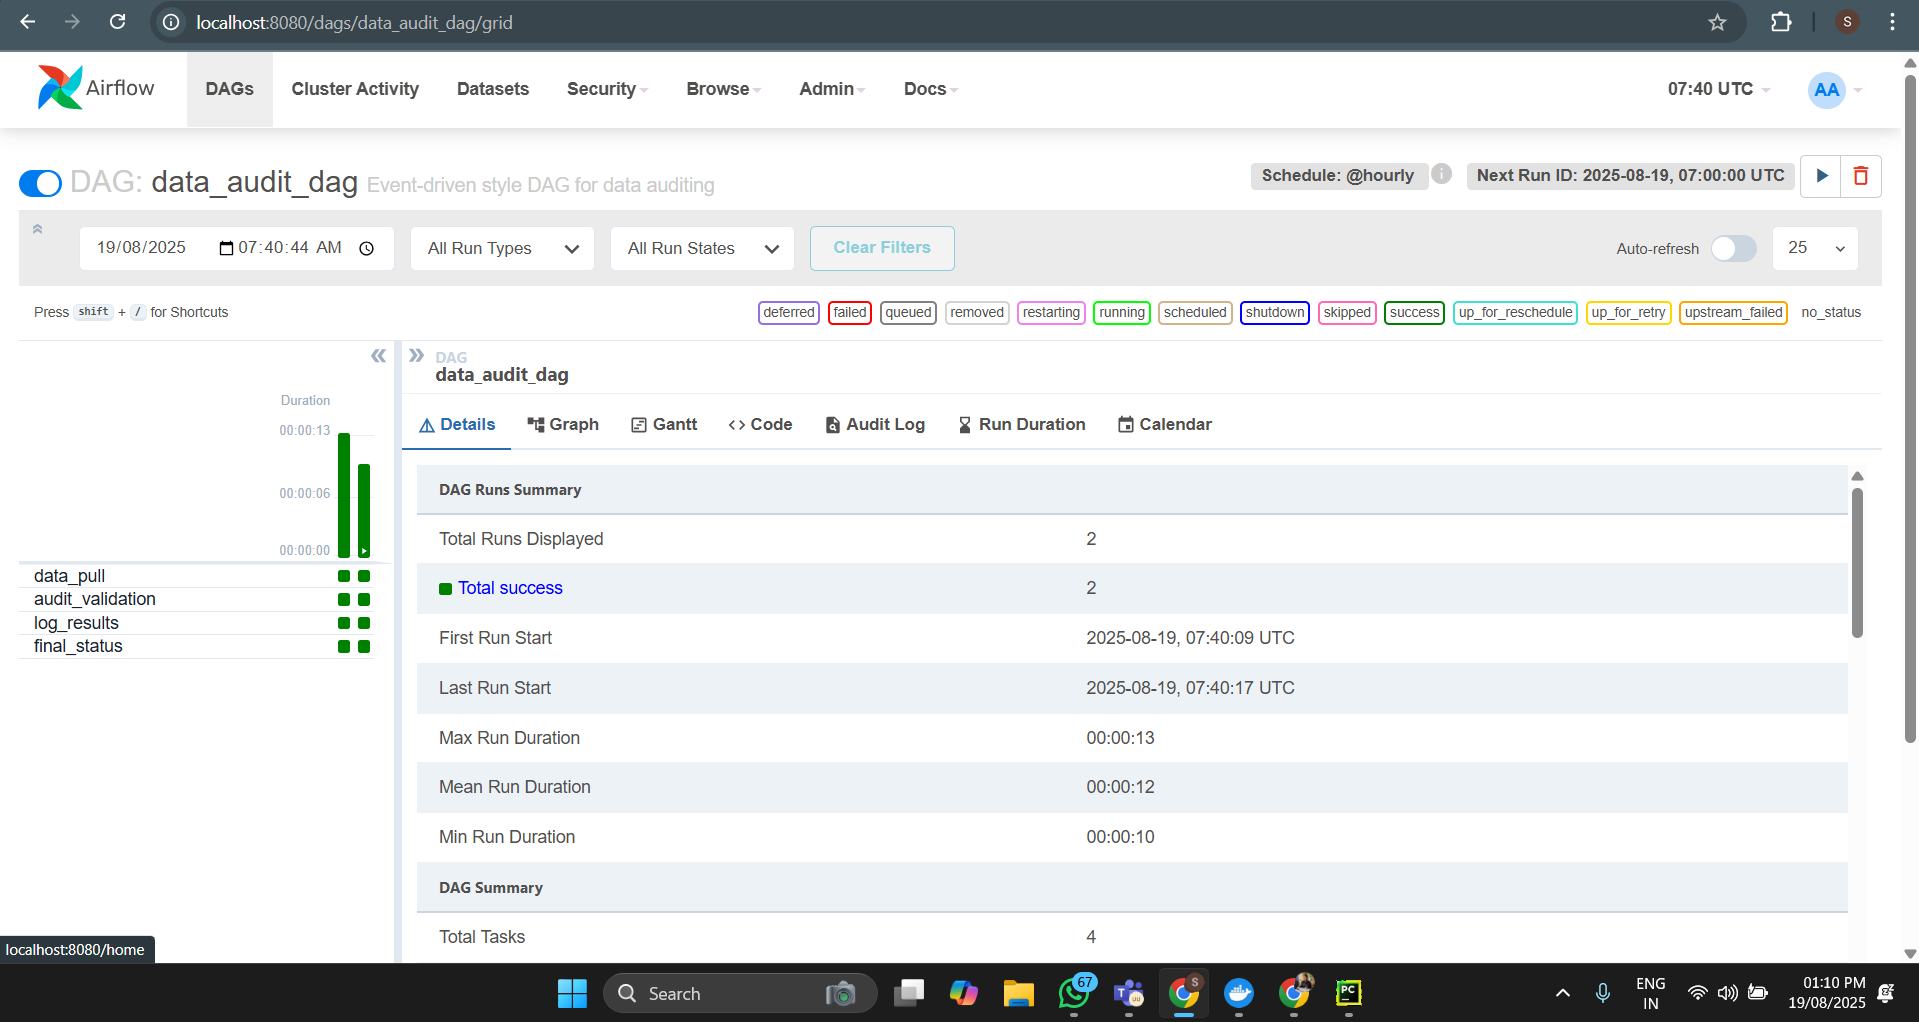 localhost:8080/dags/data_audit_dag/grid
S
Airflow
DAGs
Cluster Activity
Datasets
Security
Browse
Admin
Docs
07:40 UTC
AA
DAG: data_audit_dag Event-driven style DAG for data auditing
Schedule: @hourly
Next Run ID: 2025-08-19, 07:00:00 UTC
19/08/2025 07:40:44 AM
All Run Types
All Run States
Clear Filters
Auto-refresh
25
Press shift + / for Shortcuts
deferred
failed
queued
removed
restarting
running
scheduled
shutdown
skipped
success
up_for_reschedule
up_for_retry
upstream_failed
no_status
Duration
00:00:13
00:00:06
00:00:00
data_pull
audit_validation
log_results
final_status
DAG
data_audit_dag
Details
Graph
Gantt
Code
Audit Log
Run Duration
Calendar
DAG Runs Summary
Total Runs Displayed 2
Total success 2
First Run Start 2025-08-19, 07:40:09 UTC
Last Run Start 2025-08-19, 07:40:17 UTC
Max Run Duration 00:00:13
Mean Run Duration 00:00:12
Min Run Duration 00:00:10
DAG Summary
Total Tasks 4
localhost:8080/home
Search
67
T
UU
S
PC
ENG
IN
01:10 PM
19/08/2025